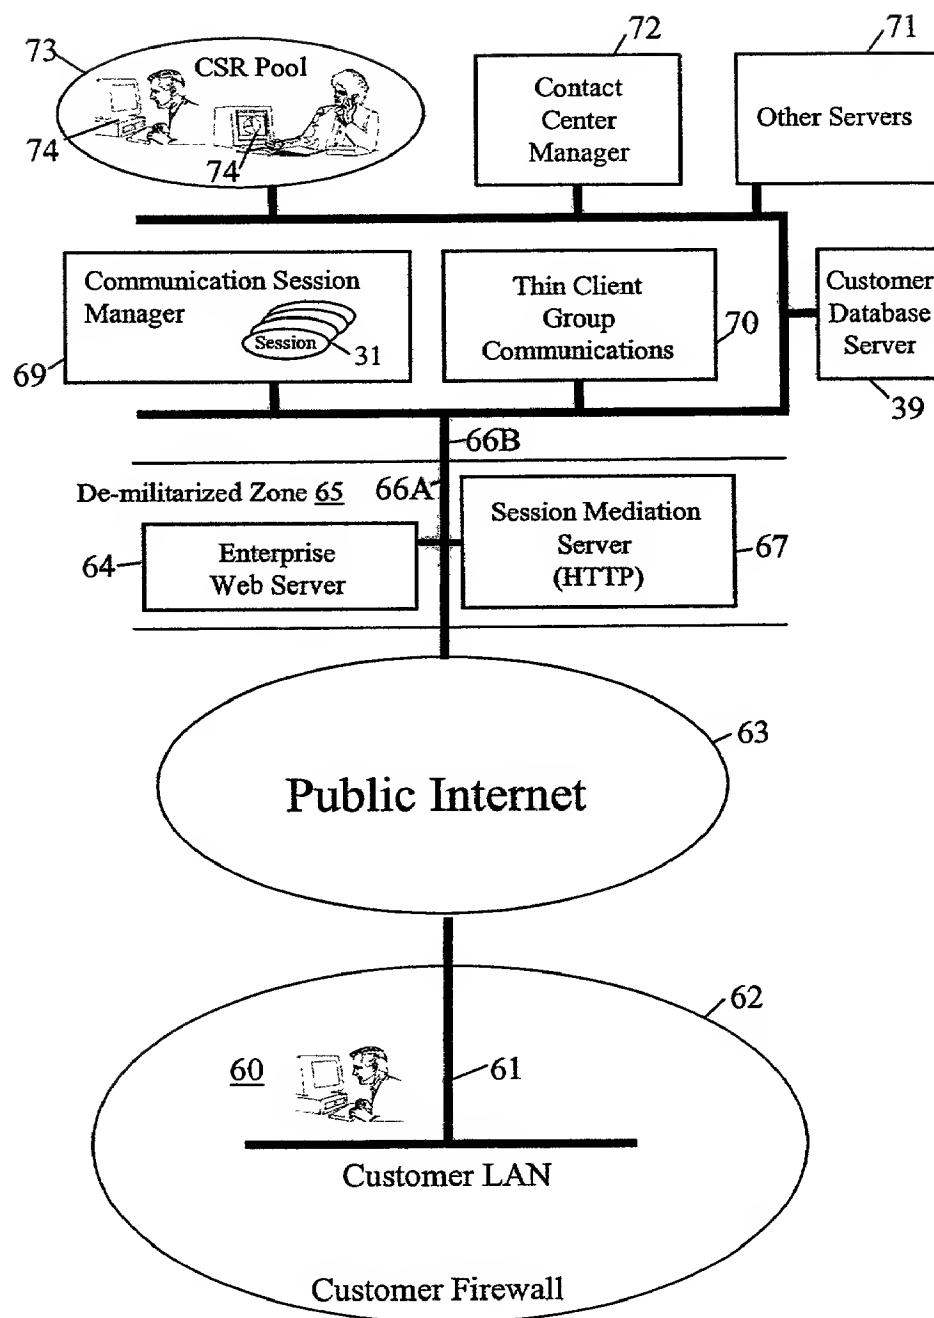 73
CSR Pool
74
74
72
Contact
Center
Manager
71
Other Servers
Communication Session
Manager
Session
31
69
Thin Client
Group
Communications
70
Customer
Database
Server
39
66B
De-militarized Zone 65
66A
64
Enterprise
Web Server
Session Mediation
Server
(HTTP)
67
63
Public Internet
62
60
61
Customer LAN
Customer Firewall